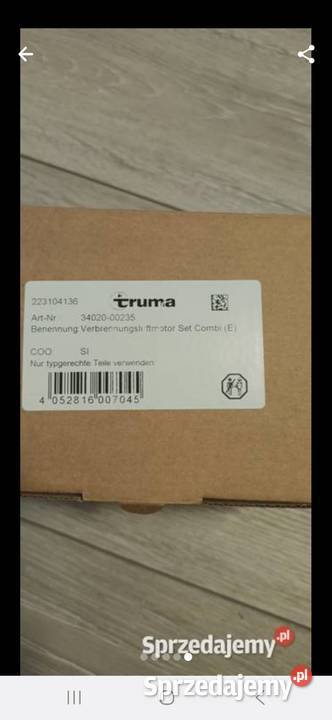 223104136 truma
Art-Nr 34020-00235
Benennung: Verbrennungsluftmotor Set Combi (E)
COO SI
Nur typgerechte Teile verwenden
4 052816 007045
Sprzedajemy.pl
Sprzedajemy.pl